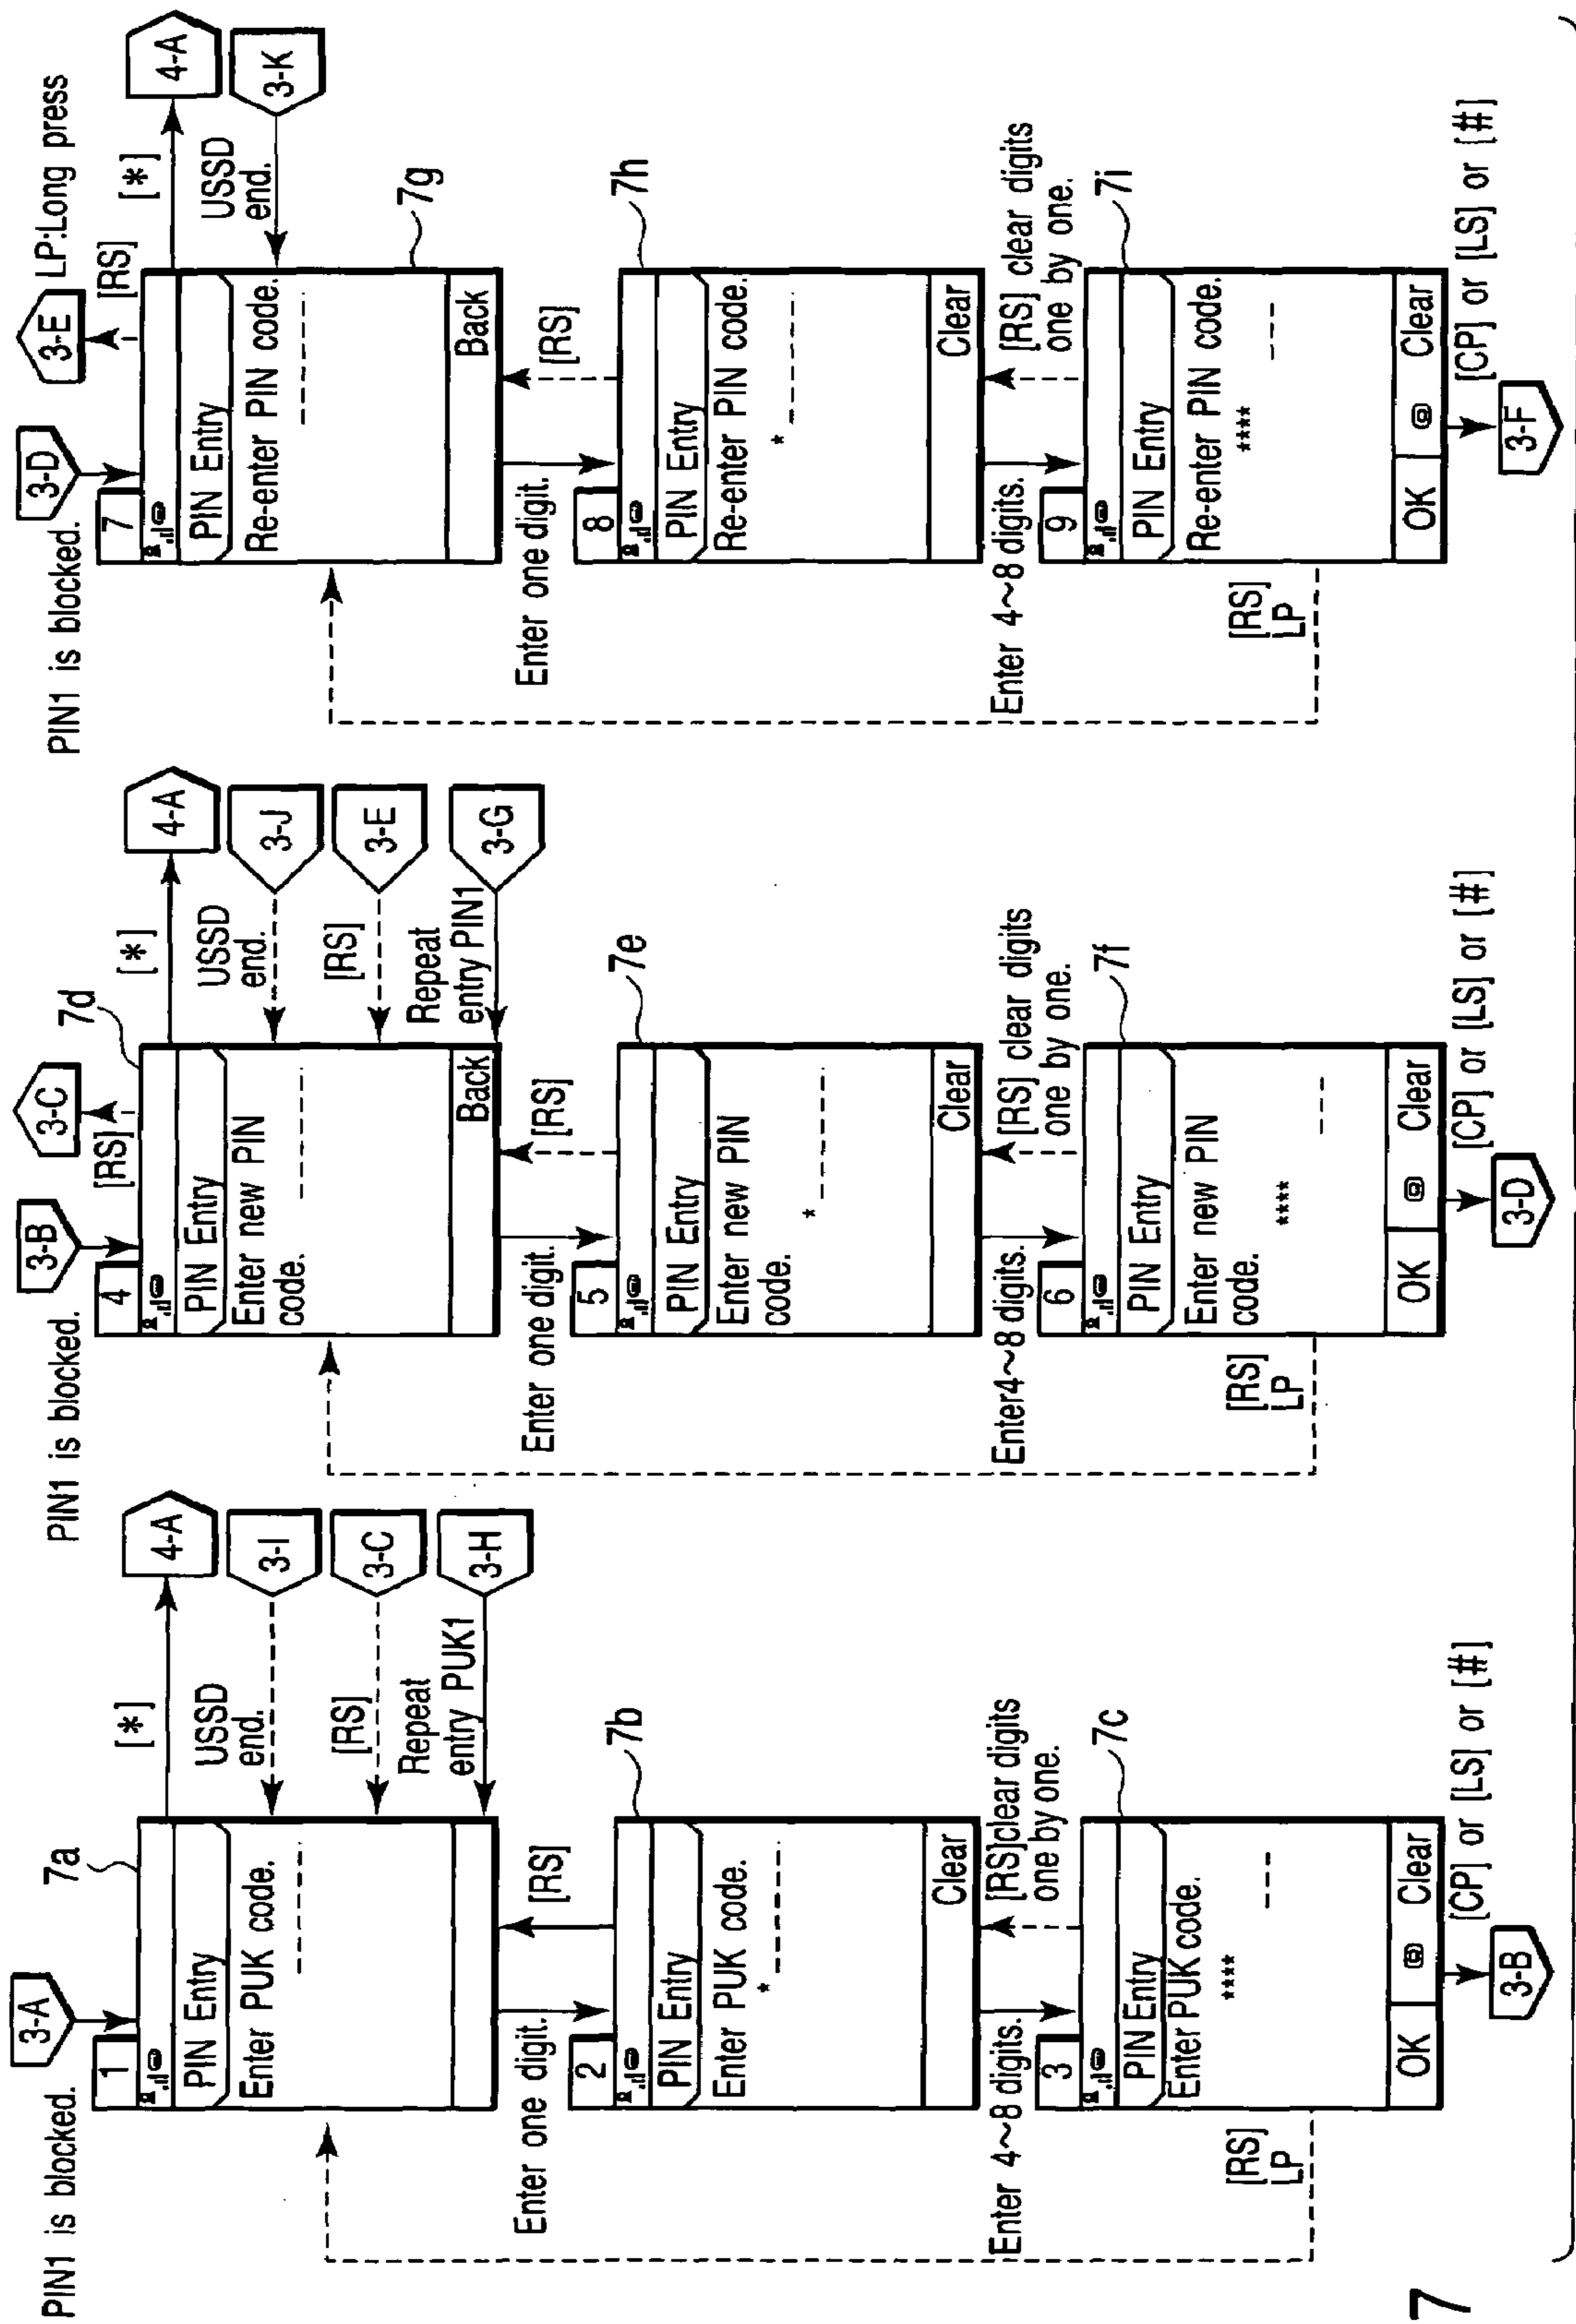 PIN1 is blocked.
3-A
7a
1
PIN Entry
Enter PUK code.
--------
[*]
4-A
USSD
end.
3-I
[RS]
3-C
Repeat
entry PUK1
3-H
Enter one digit.
[RS]
7b
2
PIN Entry
Enter PUK code.
*-------
Clear
Enter 4~8 digits.
[RS]clear digits
one by one.
7c
3
PIN Entry
Enter PUK code.
**** ----
OK
Clear
[RS]
LP
[CP] or [LS] or [#]
3-B
PIN1 is blocked.
3-B
3-C
[RS]
7d
4
PIN Entry
Enter new PIN
code.
--------
Back
[*]
4-A
USSD
end.
3-J
[RS]
3-E
Repeat
entry PIN1
3-G
Enter one digit.
[RS]
7e
5
PIN Entry
Enter new PIN
code.
*-------
Clear
Enter4~8 digits.
[RS] clear digits
one by one.
7f
6
PIN Entry
Enter new PIN
code.
**** ----
OK
Clear
[RS]
LP
[CP] or [LS] or [#]
3-D
PIN1 is blocked.
3-D
3-E
LP:Long press
[RS]
7
PIN Entry
Re-enter PIN code.
--------
Back
[*]
4-A
USSD
end.
3-K
7g
Enter one digit.
[RS]
7h
8
PIN Entry
Re-enter PIN code.
*-------
Clear
Enter 4~8 digits.
[RS] clear digits
one by one.
7i
9
PIN Entry
Re-enter PIN code.
**** ----
OK
Clear
[RS]
LP
[CP] or [LS] or [#]
3-F
7